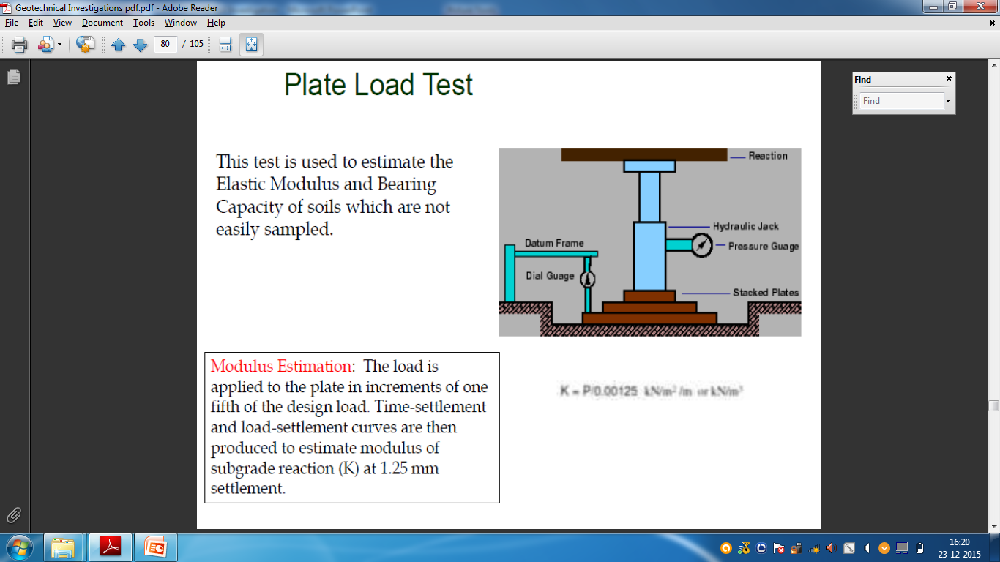 Geotechnical Investigations pdf.pdf - Adobe Reader
File Edit View Document Tools Window Help
80 / 105
Find
Find
Plate Load Test
This test is used to estimate the
Elastic Modulus and Bearing
Capacity of soils which are not
easily sampled.
Reaction
Hydraulic Jack
Datum Frame
Pressure Guage
Dial Guage
Stacked Plates
Modulus Estimation: The load is
applied to the plate in increments of one
fifth of the design load. Time-settlement
and load-settlement curves are then
produced to estimate modulus of
subgrade reaction (K) at 1.25 mm
settlement.
K = P/0.00125 kN/m² /m or kN/m³
16:20
23-12-2015